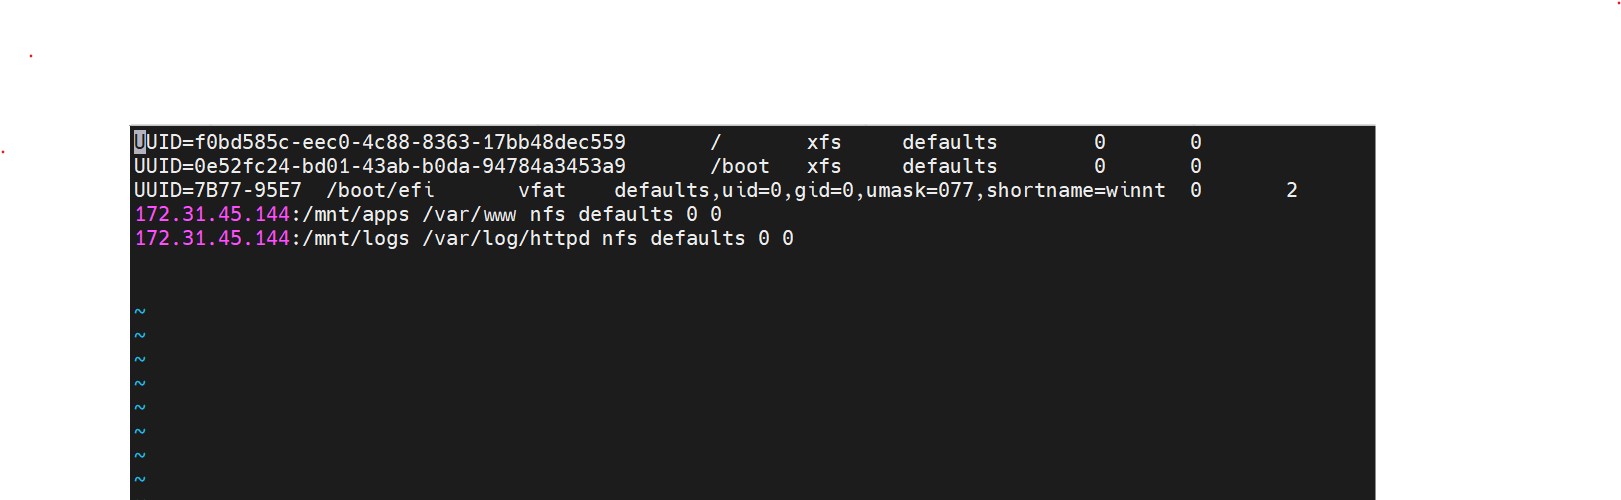 UUID=f0bd585c-eec0-4c88-8363-17bb48dec559 / xfs defaults 0 0
UUID=0e52fc24-bd01-43ab-b0da-94784a3453a9 /boot xfs defaults 0 0
UUID=7B77-95E7 /boot/efi vfat defaults,uid=0,gid=0,umask=077,shortname=winnt 0 2
172.31.45.144:/mnt/apps /var/www nfs defaults 0 0
172.31.45.144:/mnt/logs /var/log/httpd nfs defaults 0 0
~
~
~
~
~
~
~
~